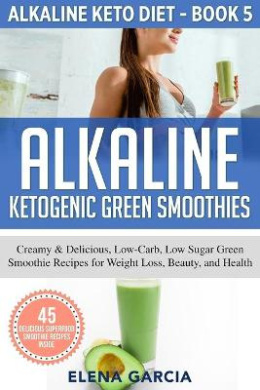 ALKALINE KETO DIET - BOOK 5
ALKALINE
KETOGENIC GREEN SMOOTHIES
Creamy & Delicious, Low-Carb, Low Sugar Green
Smoothie Recipes for Weight Loss, Beauty, and Health
45
DELICIOUS SUPERFOOD
SMOOTHIE RECIPES
INSIDE
ELENA GARCIA